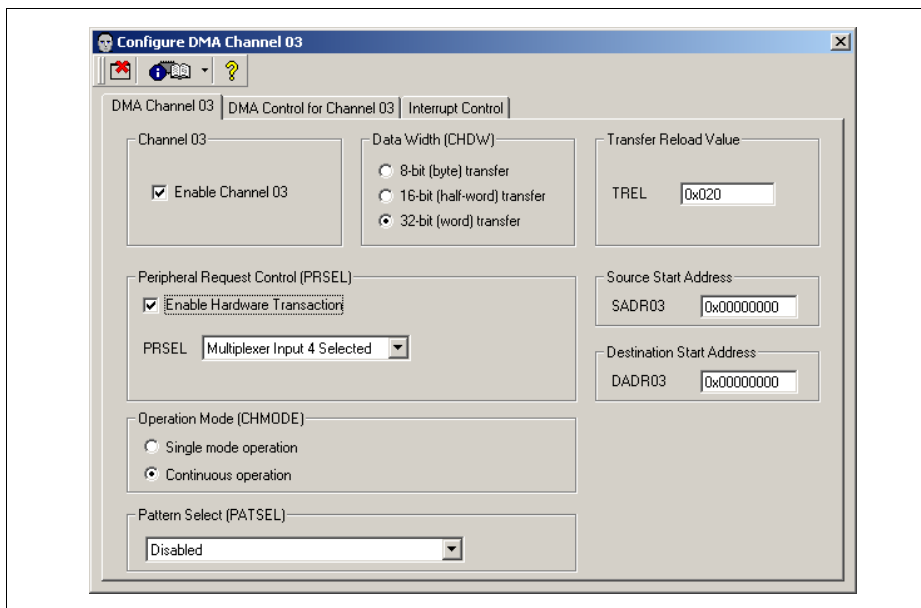 Configure DMA Channel 03
DMA Channel 03
DMA Control for Channel 03
Interrupt Control
Channel 03
Enable Channel 03
Data Width (CHDW)
8-bit (byte) transfer
16-bit (half-word) transfer
32-bit (word) transfer
Transfer Reload Value
TREL 0x020
Peripheral Request Control (PRSEL)
Enable Hardware Transaction
PRSEL Multiplexer Input 4 Selected
Source Start Address
SADR03 0x00000000
Destination Start Address
DADR03 0x00000000
Operation Mode (CHMODE)
Single mode operation
Continuous operation
Pattern Select (PATSEL)
Disabled